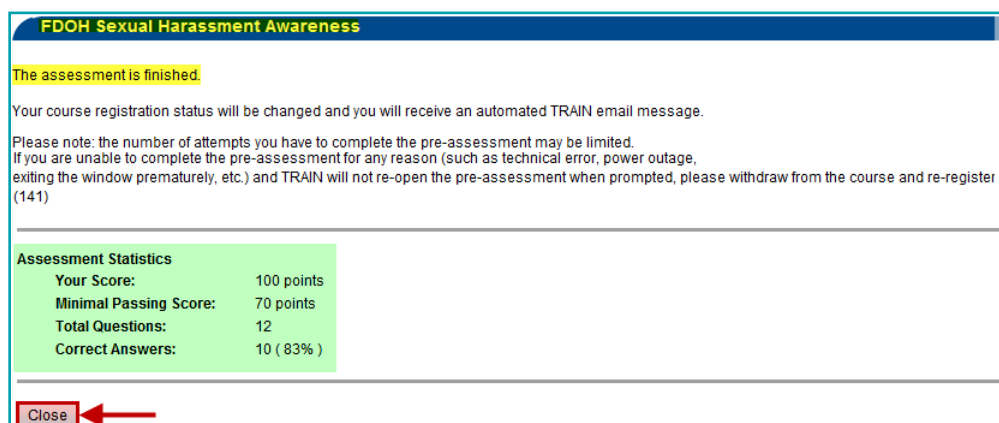 FDOH Sexual Harassment Awareness
The assessment is finished.
Your course registration status will be changed and you will receive an automated TRAIN email message.
Please note: the number of attempts you have to complete the pre-assessment may be limited.
If you are unable to complete the pre-assessment for any reason (such as technical error, power outage,
exiting the window prematurely, etc.) and TRAIN will not re-open the pre-assessment when prompted, please withdraw from the course and re-register
(141)
Assessment Statistics
Your Score: 100 points
Minimal Passing Score: 70 points
Total Questions: 12
Correct Answers: 10 ( 83% )
Close